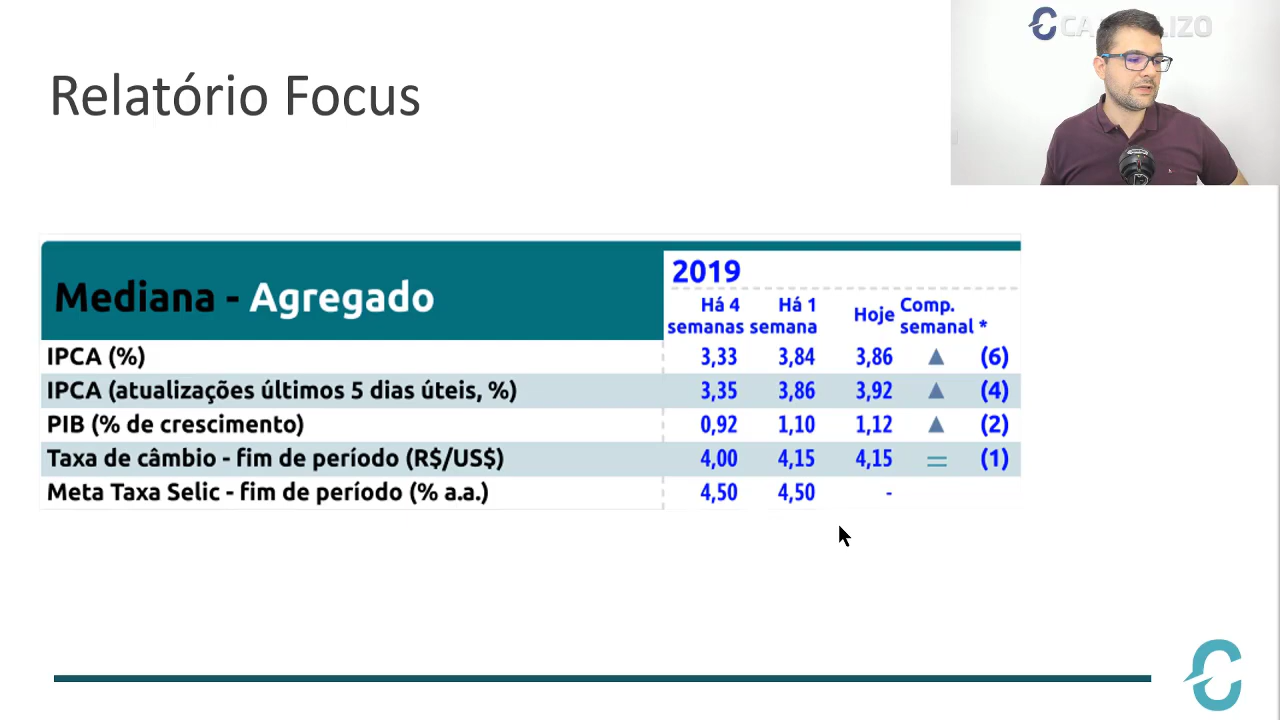 Relatório Focus
Mediana - Agregado
2019
Há 4 semanas
Há 1 semana
Hoje
Comp. semanal *
IPCA (%) 3,33 3,84 3,86 ▲ (6)
IPCA (atualizações últimos 5 dias úteis, %) 3,35 3,86 3,92 ▲ (4)
PIB (% de crescimento) 0,92 1,10 1,12 ▲ (2)
Taxa de câmbio - fim de período (R$/US$) 4,00 4,15 4,15 = (1)
Meta Taxa Selic - fim de período (% a.a.) 4,50 4,50 -